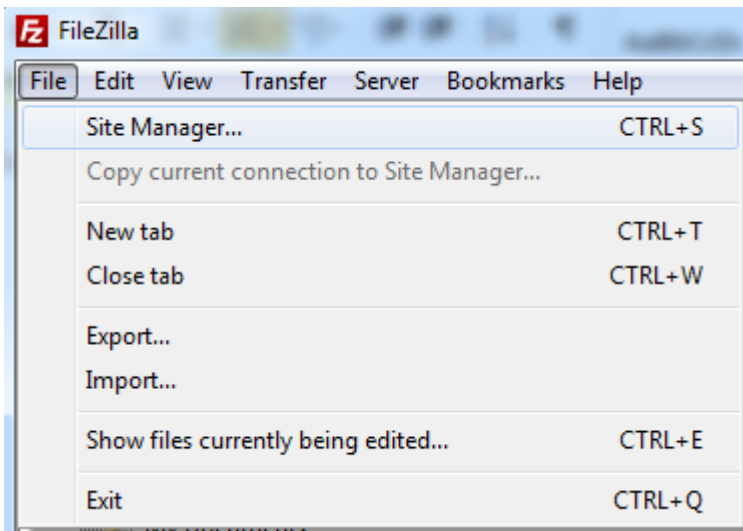 FileZilla
File Edit View Transfer Server Bookmarks Help
Site Manager... CTRL+S
Copy current connection to Site Manager...
New tab CTRL+T
Close tab CTRL+W
Export...
Import...
Show files currently being edited... CTRL+E
Exit CTRL+Q